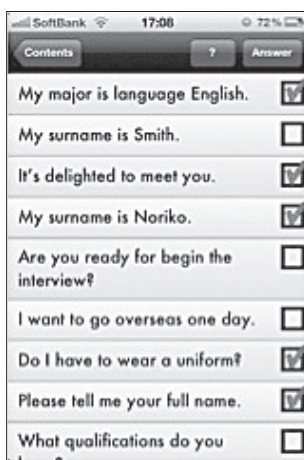 SoftBank 17:08 72%
Contents ? Answer
My major is language English.
My surname is Smith.
It's delighted to meet you.
My surname is Noriko.
Are you ready for begin the
interview?
I want to go overseas one day.
Do I have to wear a uniform?
Please tell me your full name.
What qualifications do you